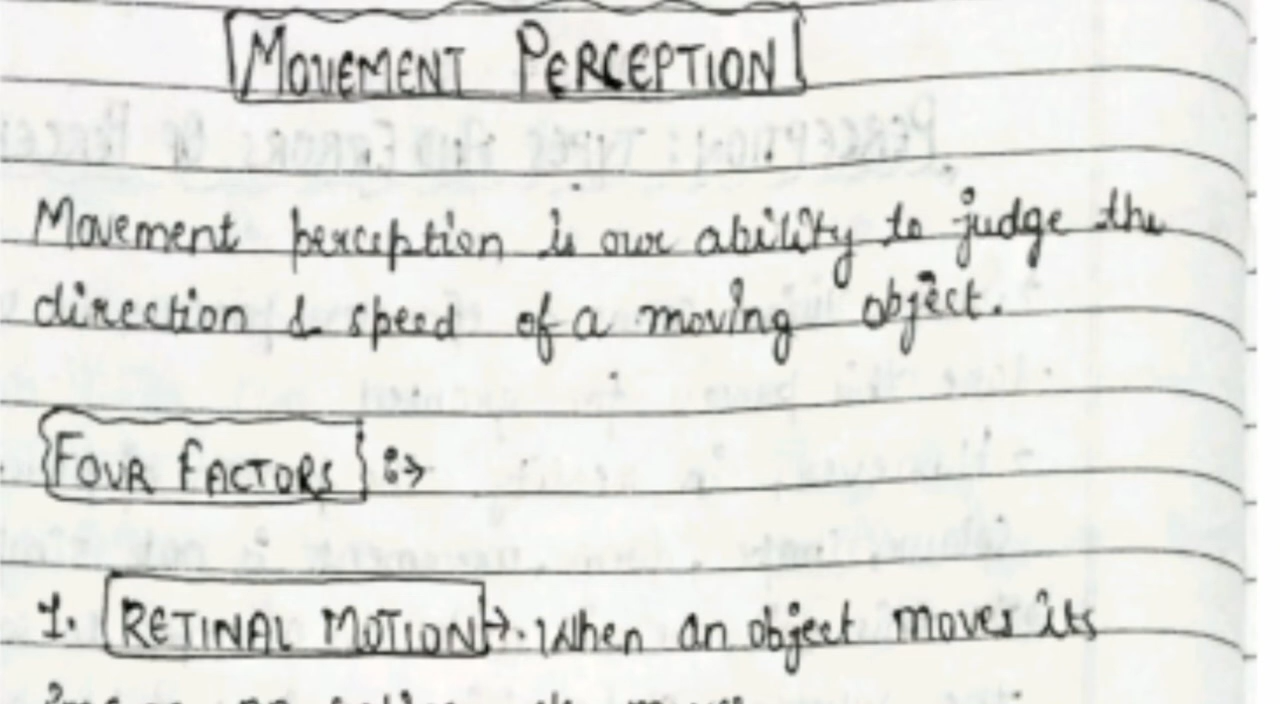 MOVEMENT PERCEPTION
Movement perception is our ability to judge the
direction & speed of a moving object.
FOUR FACTORS :→
1. RETINAL MOTION →. When an object moves its